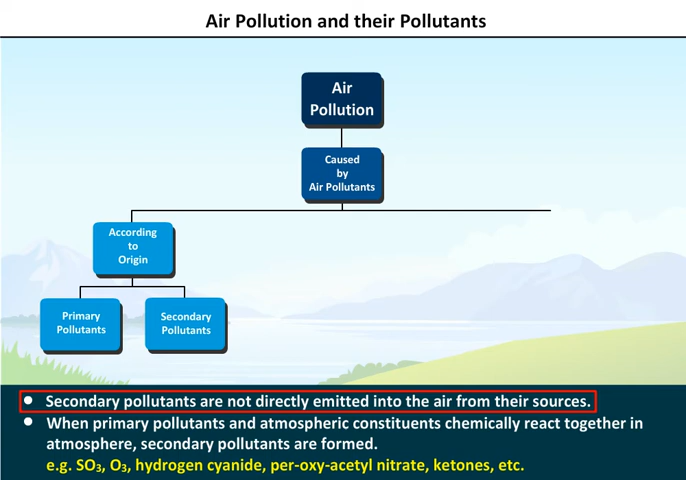 Air Pollution and their Pollutants
Air
Pollution
Caused
by
Air Pollutants
According
to
Origin
Primary
Pollutants
Secondary
Pollutants
Secondary pollutants are not directly emitted into the air from their sources.
When primary pollutants and atmospheric constituents chemically react together in
atmosphere, secondary pollutants are formed.
e.g. SO₃, O₃, hydrogen cyanide, per-oxy-acetyl nitrate, ketones, etc.